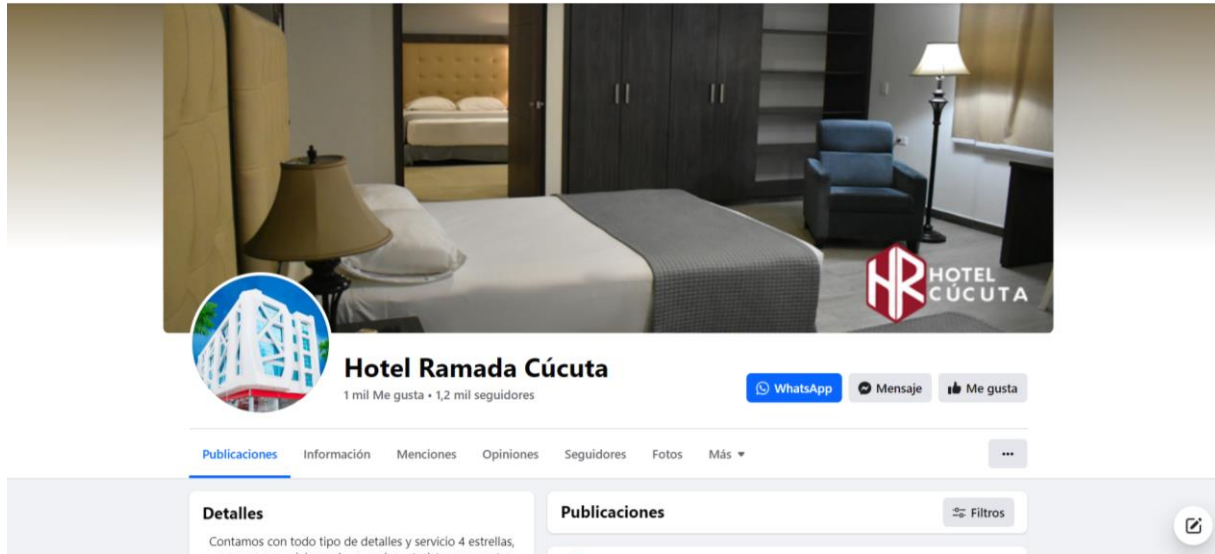 HR HOTEL
CÚCUTA
Hotel Ramada Cúcuta
1 mil Me gusta • 1,2 mil seguidores
WhatsApp
Mensaje
Me gusta
Publicaciones Información Menciones Opiniones Seguidores Fotos Más
Detalles
Publicaciones
Filtros
Contamos con todo tipo de detalles y servicio 4 estrellas,